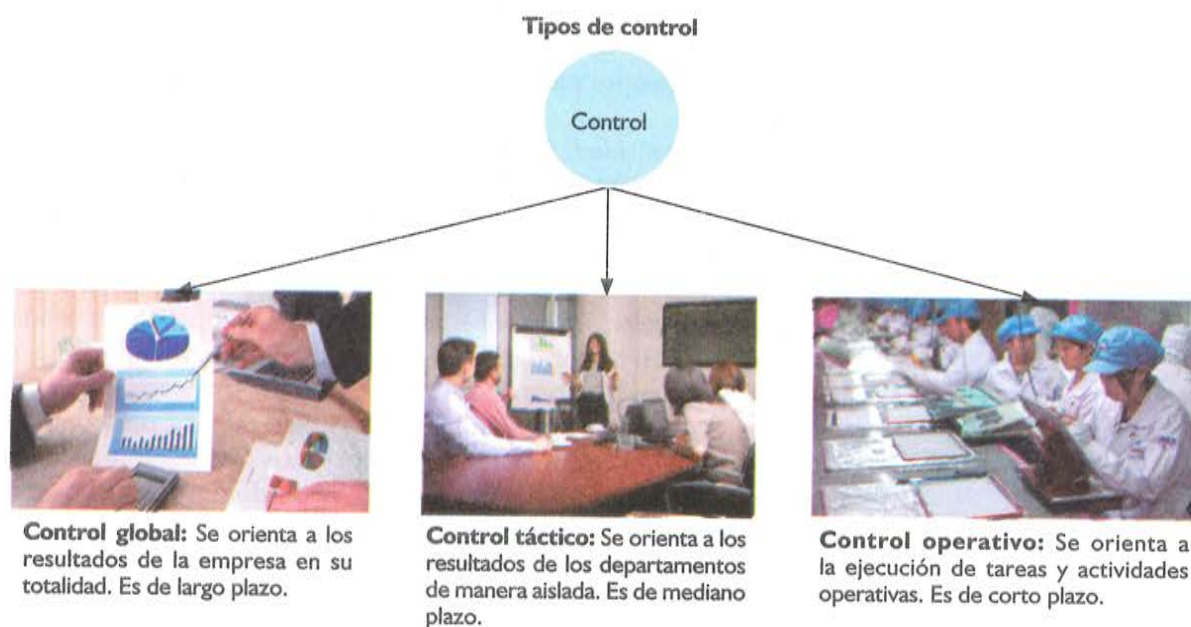 Tipos de control
Control
Control global: Se orienta a los
resultados de la empresa en su
totalidad. Es de largo plazo.
Control táctico: Se orienta a los
resultados de los departamentos
de manera aislada. Es de mediano
plazo.
Control operativo: Se orienta a
la ejecución de tareas y actividades
operativas. Es de corto plazo.